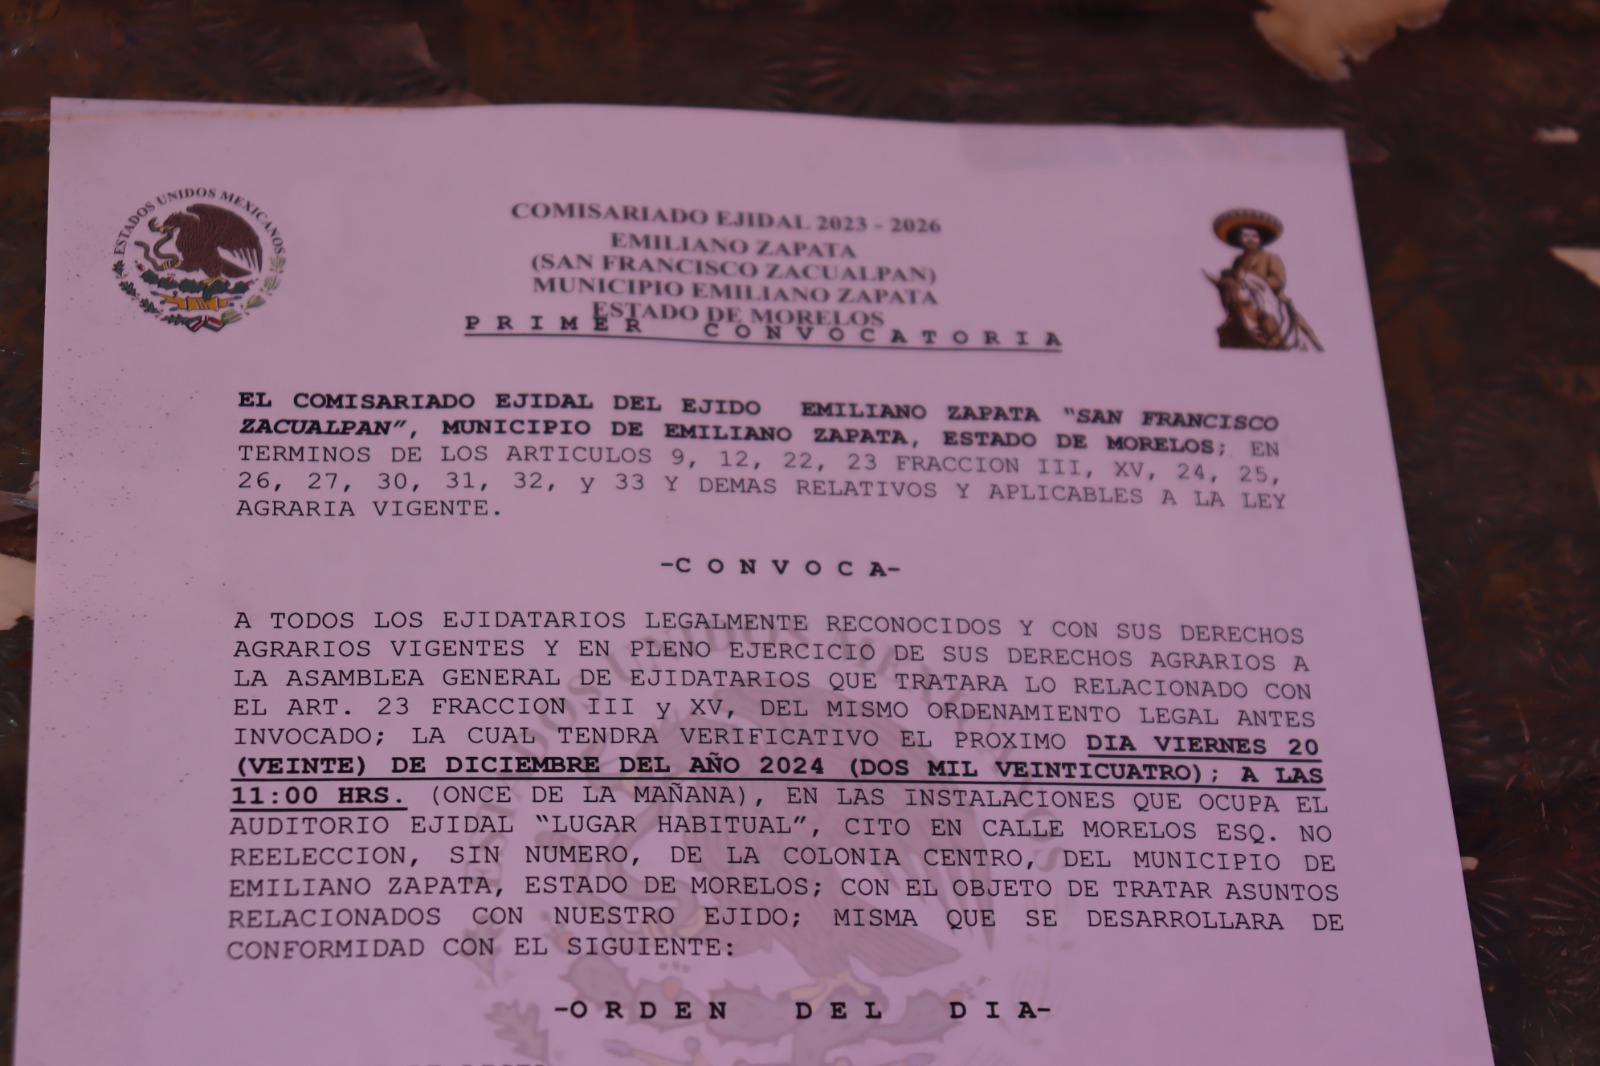 ESTADOS UNIDOS MEXICANOS
COMISARIADO EJIDAL 2023 - 2026
EMILIANO ZAPATA
(SAN FRANCISCO ZACUALPAN)
MUNICIPIO EMILIANO ZAPATA
ESTADO DE MORELOS
P R I M E R   C O N V O C A T O R I A
EL COMISARIADO EJIDAL DEL EJIDO EMILIANO ZAPATA “SAN FRANCISCO
ZACUALPAN”, MUNICIPIO DE EMILIANO ZAPATA, ESTADO DE MORELOS; EN
TERMINOS DE LOS ARTICULOS 9, 12, 22, 23 FRACCION III, XV, 24, 25,
26, 27, 30, 31, 32, y 33 Y DEMAS RELATIVOS Y APLICABLES A LA LEY
AGRARIA VIGENTE.
-C O N V O C A-
A TODOS LOS EJIDATARIOS LEGALMENTE RECONOCIDOS Y CON SUS DERECHOS
AGRARIOS VIGENTES Y EN PLENO EJERCICIO DE SUS DERECHOS AGRARIOS A
LA ASAMBLEA GENERAL DE EJIDATARIOS QUE TRATARA LO RELACIONADO CON
EL ART. 23 FRACCION III y XV, DEL MISMO ORDENAMIENTO LEGAL ANTES
INVOCADO; LA CUAL TENDRA VERIFICATIVO EL PROXIMO DIA VIERNES 20
(VEINTE) DE DICIEMBRE DEL AÑO 2024 (DOS MIL VEINTICUATRO); A LAS
11:00 HRS. (ONCE DE LA MAÑANA), EN LAS INSTALACIONES QUE OCUPA EL
AUDITORIO EJIDAL “LUGAR HABITUAL”, CITO EN CALLE MORELOS ESQ. NO
REELECCION, SIN NUMERO, DE LA COLONIA CENTRO, DEL MUNICIPIO DE
EMILIANO ZAPATA, ESTADO DE MORELOS; CON EL OBJETO DE TRATAR ASUNTOS
RELACIONADOS CON NUESTRO EJIDO; MISMA QUE SE DESARROLLARA DE
CONFORMIDAD CON EL SIGUIENTE:
-O R D E N   D E L   D I A-